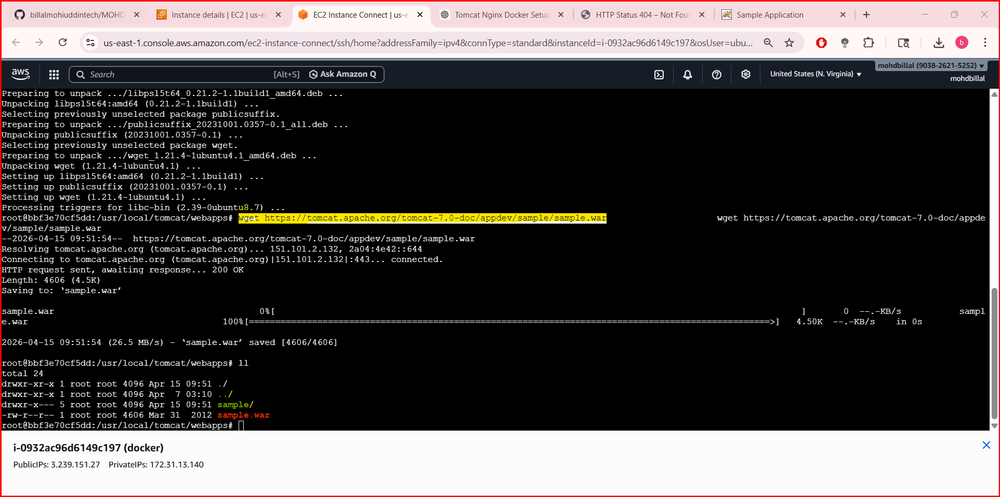 billalmohiuddintech/MOHD
Instance details | EC2 | us-ea
EC2 Instance Connect | us-e
Tomcat Nginx Docker Setup
HTTP Status 404 – Not Foun
Sample Application
us-east-1.console.aws.amazon.com/ec2-instance-connect/ssh/home?addressFamily=ipv4&connType=standard&instanceId=i-0932ac96d6149c197&osUser=ubu...
b
aws
Search
[Alt+S]
Ask Amazon Q
United States (N. Virginia)
mohdbillal (9038-2621-5252)
mohdbillal
Preparing to unpack .../libpsl5t64_0.21.2-1.1build1_amd64.deb ...
Unpacking libpsl5t64:amd64 (0.21.2-1.1build1) ...
Selecting previously unselected package publicsuffix.
Preparing to unpack .../publicsuffix_20231001.0357-0.1_all.deb ...
Unpacking publicsuffix (20231001.0357-0.1) ...
Selecting previously unselected package wget.
Preparing to unpack .../wget_1.21.4-1ubuntu4.1_amd64.deb ...
Unpacking wget (1.21.4-1ubuntu4.1) ...
Setting up libpsl5t64:amd64 (0.21.2-1.1build1) ...
Setting up publicsuffix (20231001.0357-0.1) ...
Setting up wget (1.21.4-1ubuntu4.1) ...
Processing triggers for libc-bin (2.39-0ubuntu8.7) ...
root@bbf3e70cf5dd:/usr/local/tomcat/webapps# wget https://tomcat.apache.org/tomcat-7.0-doc/appdev/sample/sample.war wget https://tomcat.apache.org/tomcat-7.0-doc/appde
v/sample/sample.war
--2026-04-15 09:51:54-- https://tomcat.apache.org/tomcat-7.0-doc/appdev/sample/sample.war
Resolving tomcat.apache.org (tomcat.apache.org)... 151.101.2.132, 2a04:4e42::644
Connecting to tomcat.apache.org (tomcat.apache.org)|151.101.2.132|:443... connected.
HTTP request sent, awaiting response... 200 OK
Length: 4606 (4.5K)
Saving to: ‘sample.war’
sample.war 0%[ ] 0 --.-KB/s sampl
e.war 100%[===================================================================================================>] 4.50K --.-KB/s in 0s
2026-04-15 09:51:54 (26.5 MB/s) - ‘sample.war’ saved [4606/4606]
root@bbf3e70cf5dd:/usr/local/tomcat/webapps# ll
total 24
drwxr-xr-x 1 root root 4096 Apr 15 09:51 ./
drwxr-xr-x 1 root root 4096 Apr 7 03:10 ../
drwxr-x--- 5 root root 4096 Apr 15 09:51 sample/
-rw-r--r-- 1 root root 4606 Mar 31 2012 sample.war
root@bbf3e70cf5dd:/usr/local/tomcat/webapps#
i-0932ac96d6149c197 (docker)
PublicIPs: 3.239.151.27 PrivateIPs: 172.31.13.140